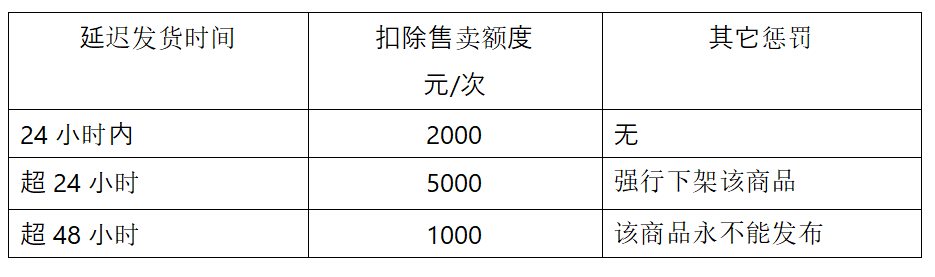 延迟发货时间 扣除售卖额度 其它惩罚
元/次
24 小时内 2000 无
超 24 小时 5000 强行下架该商品
超 48 小时 1000 该商品永不能发布